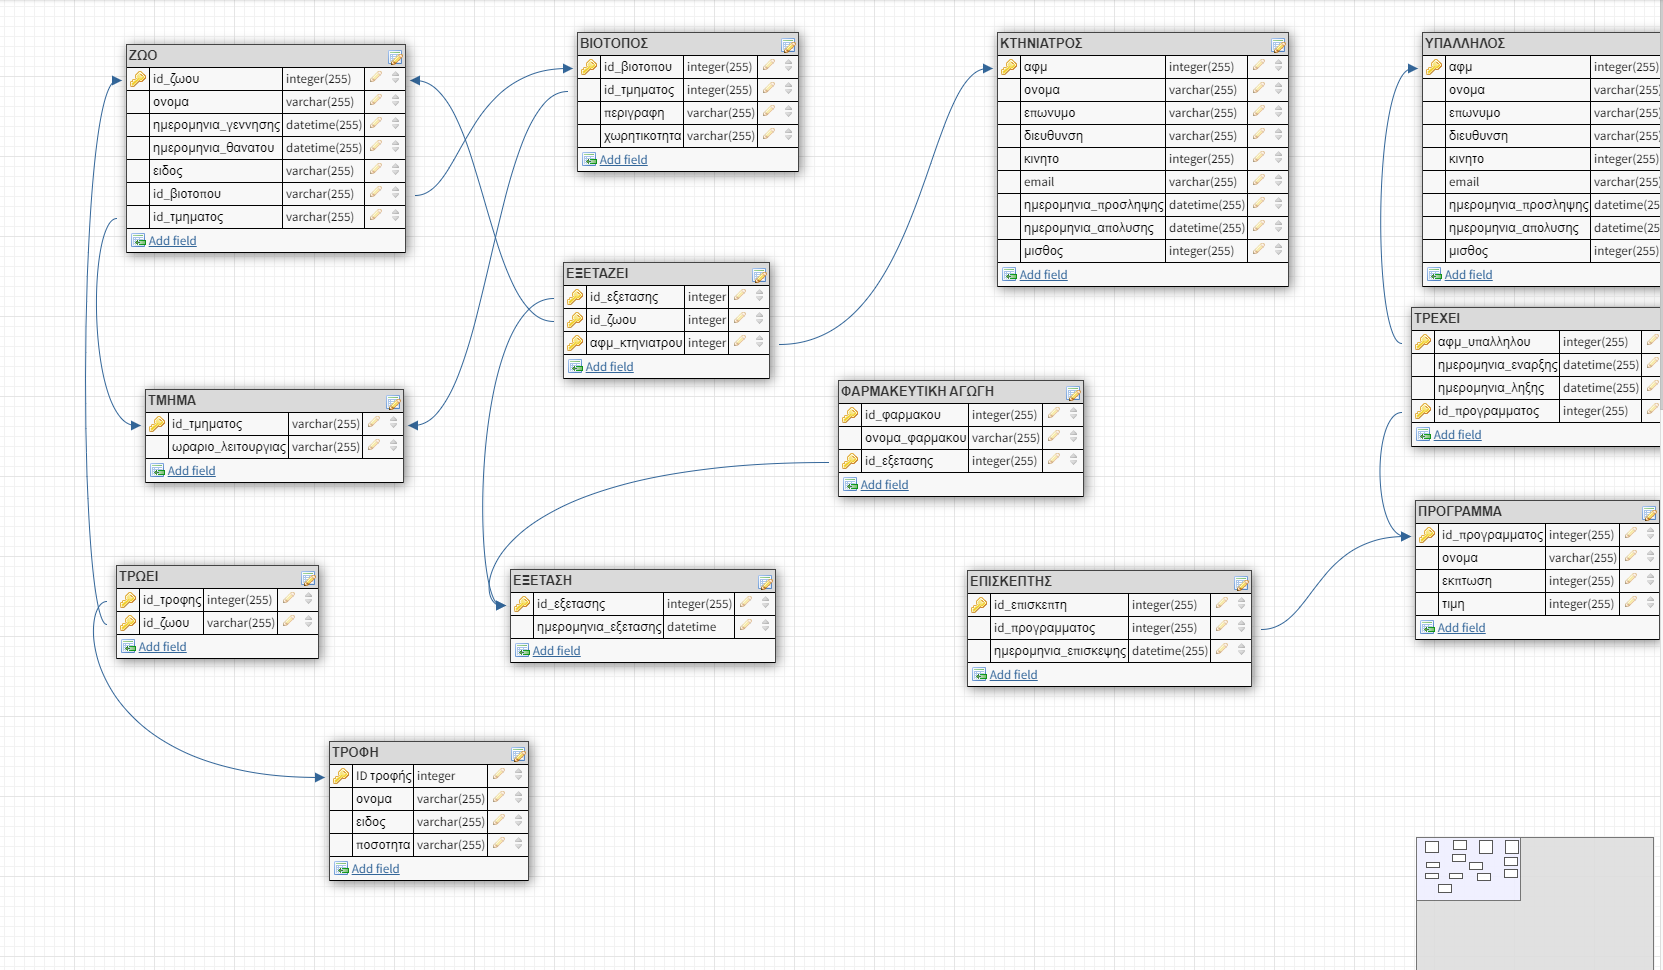 ΖΩΟ
id_ζωου integer(255)
ονομα varchar(255)
ημερομηνια_γεννησης datetime(255)
ημερομηνια_θανατου datetime(255)
ειδος varchar(255)
id_βιοτοπου varchar(255)
id_τμηματος varchar(255)
Add field
ΒΙΟΤΟΠΟΣ
id_βιοτοπου integer(255)
id_τμηματος integer(255)
περιγραφη varchar(255)
χωρητικοτητα varchar(255)
Add field
ΚΤΗΝΙΑΤΡΟΣ
αφμ integer(255)
ονομα varchar(255)
επωνυμο varchar(255)
διευθυνση varchar(255)
κινητο integer(255)
email varchar(255)
ημερομηνια_προσληψης datetime(255)
ημερομηνια_απολυσης datetime(255)
μισθος integer(255)
Add field
ΥΠΑΛΛΗΛΟΣ
αφμ integer(255)
ονομα varchar(255)
επωνυμο varchar(255)
διευθυνση varchar(255)
κινητο integer(255)
email varchar(255)
ημερομηνια_προσληψης datetime(25
ημερομηνια_απολυσης datetime(25
μισθος integer(255)
Add field
ΕΞΕΤΑΖΕΙ
id_εξετασης integer
id_ζωου integer
αφμ_κτηνιατρου integer
Add field
ΤΡΕΧΕΙ
αφμ_υπαλληλου integer(255)
ημερομηνια_εναρξης datetime(255)
ημερομηνια_ληξης datetime(255)
id_προγραμματος integer(255)
Add field
ΤΜΗΜΑ
id_τμηματος varchar(255)
ωραριο_λειτουργιας varchar(255)
Add field
ΦΑΡΜΑΚΕΥΤΙΚΗ ΑΓΩΓΗ
id_φαρμακου integer(255)
ονομα_φαρμακου varchar(255)
id_εξετασης integer(255)
Add field
ΠΡΟΓΡΑΜΜΑ
id_προγραμματος integer(255)
ονομα varchar(255)
εκπτωση integer(255)
τιμη integer(255)
Add field
ΤΡΩΕΙ
id_τροφης integer(255)
id_ζωου varchar(255)
Add field
ΕΞΕΤΑΣΗ
id_εξετασης integer(255)
ημερομηνια_εξετασης datetime
Add field
ΕΠΙΣΚΕΠΤΗΣ
id_επισκεπτη integer(255)
id_προγραμματος integer(255)
ημερομηνια_επισκεψης datetime(255)
Add field
ΤΡΟΦΗ
ID τροφής integer
ονομα varchar(255)
ειδος varchar(255)
ποσοτητα varchar(255)
Add field